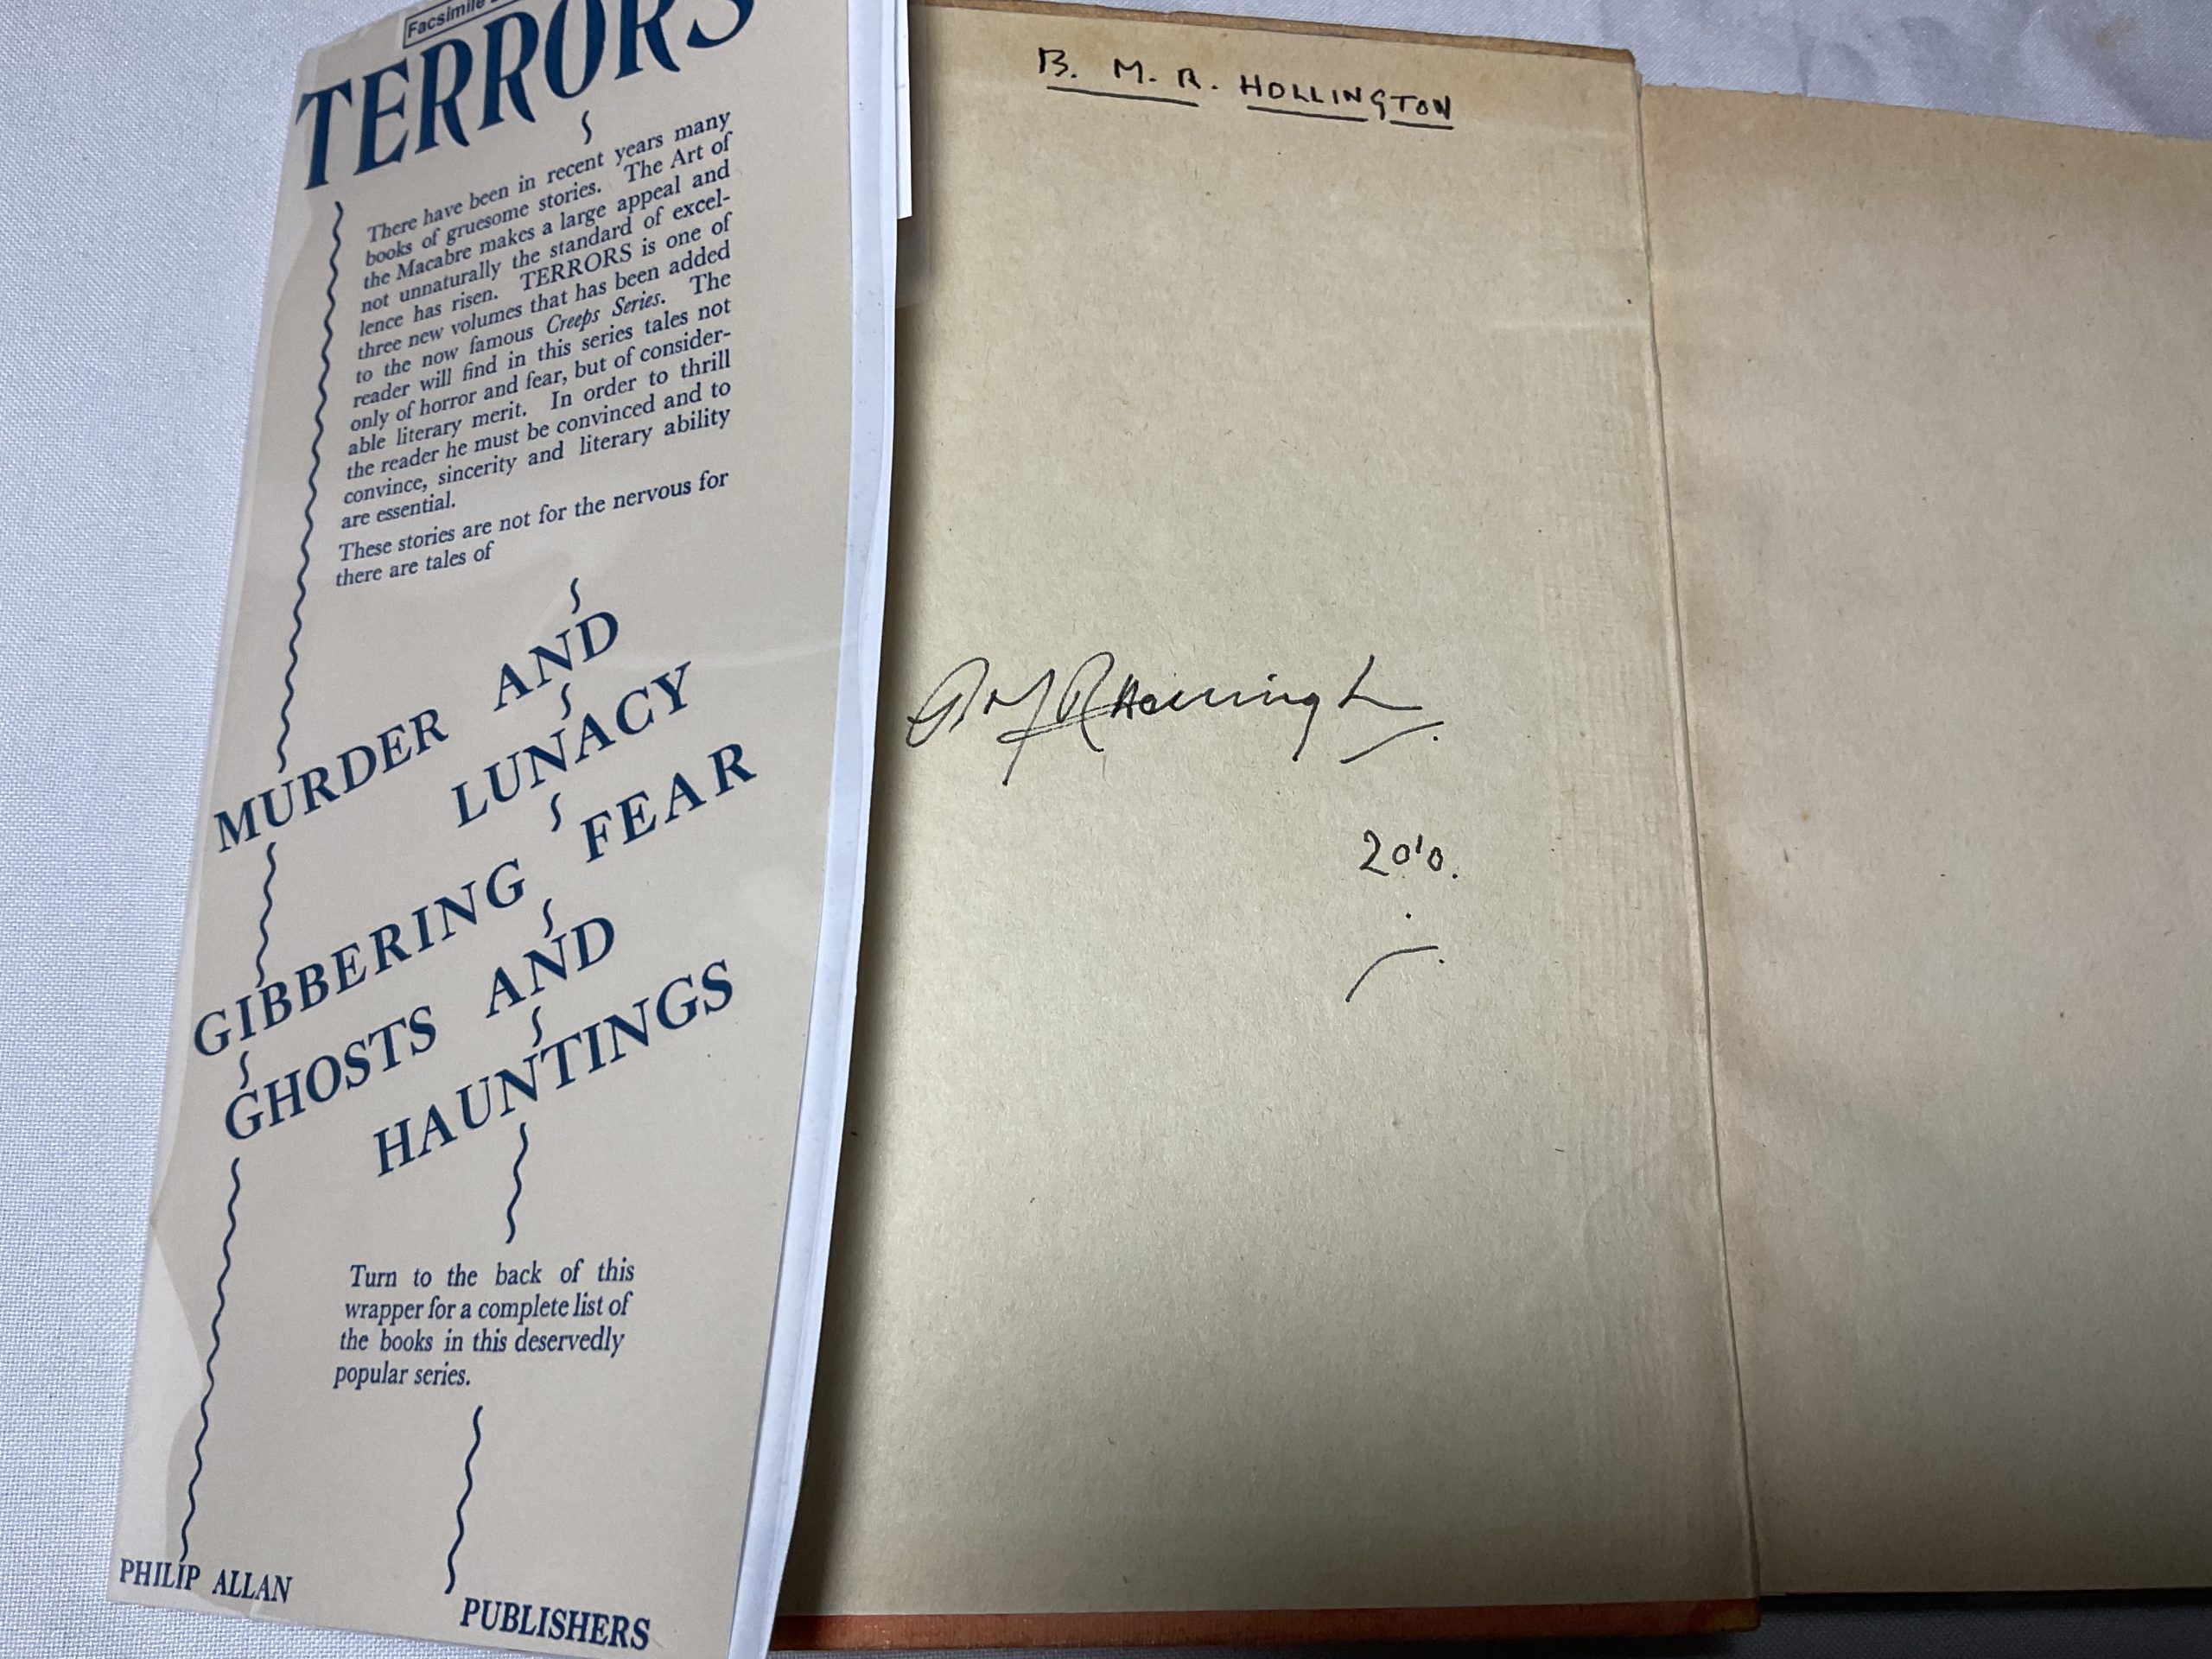 Facsimile
TERRORS
There have been in recent years many
books of gruesome stories. The Art of
the Macabre makes a large appeal and
not unnaturally the standard of excel-
lence has risen. TERRORS is one of
three new volumes that has been added
to the now famous Creeps Series. The
reader will find in this series tales not
only of horror and fear, but of consider-
able literary merit. In order to thrill
the reader he must be convinced and to
convince, sincerity and literary ability
are essential.
These stories are not for the nervous for
there are tales of
MURDER AND
LUNACY
GIBBERING FEAR
GHOSTS AND
HAUNTINGS
Turn to the back of this
wrapper for a complete list of
the books in this deservedly
popular series.
PHILIP ALLAN
PUBLISHERS
B. M. R. HOLLINGTON
20'0.